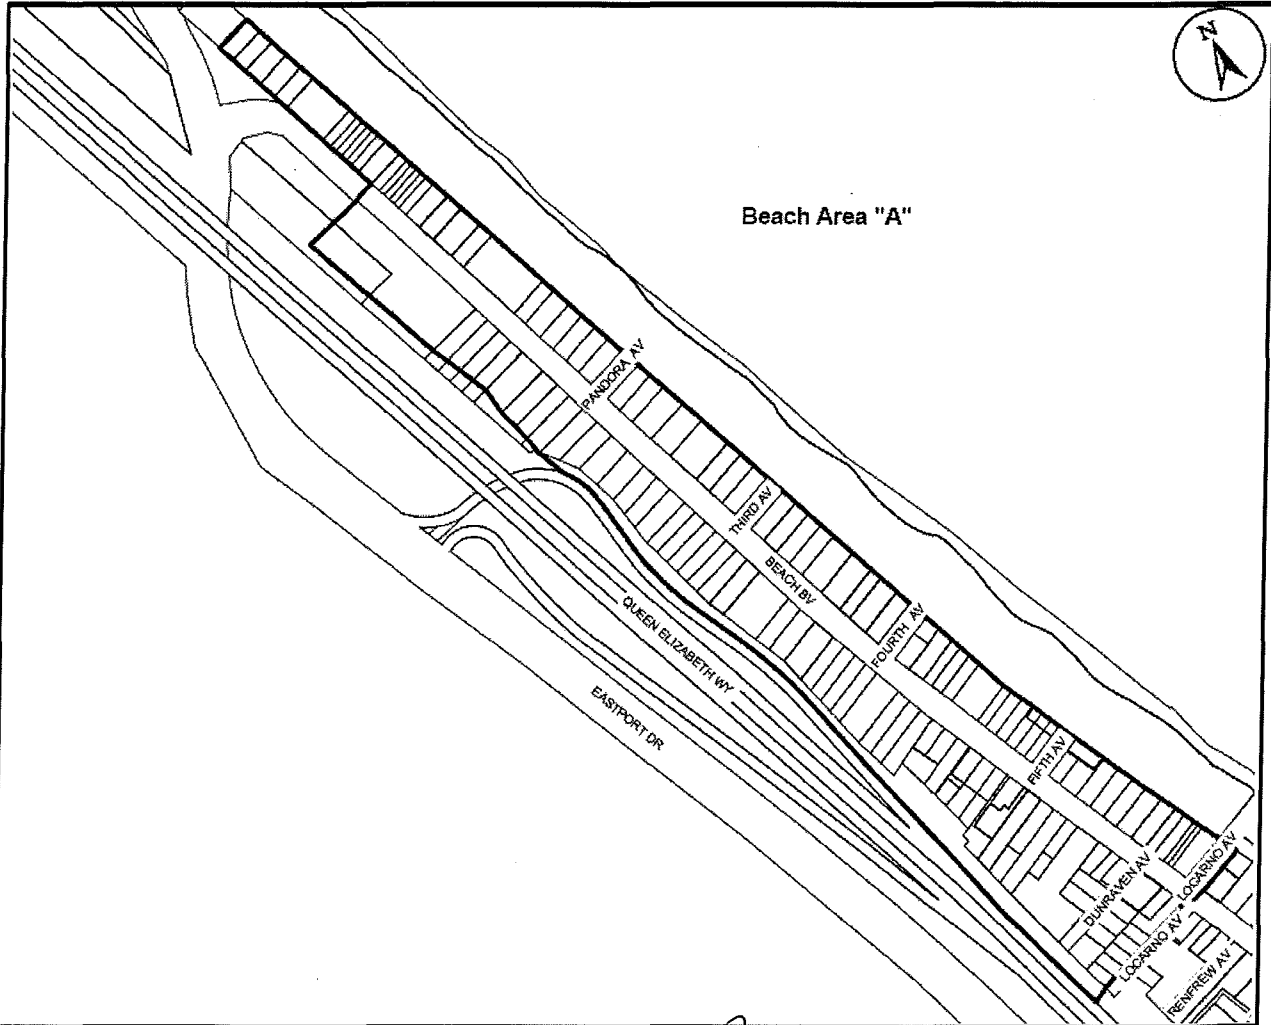 N
Beach Area "A"
PANDORA AV
THIRD AV
BEACH BV
FOURTH AV
QUEEN ELIZABETH WY
EASTPORT DR
FIFTH AV
DUNRAVEN AV
LOCARNO AV
LOCARNO AV
RENFREW AV